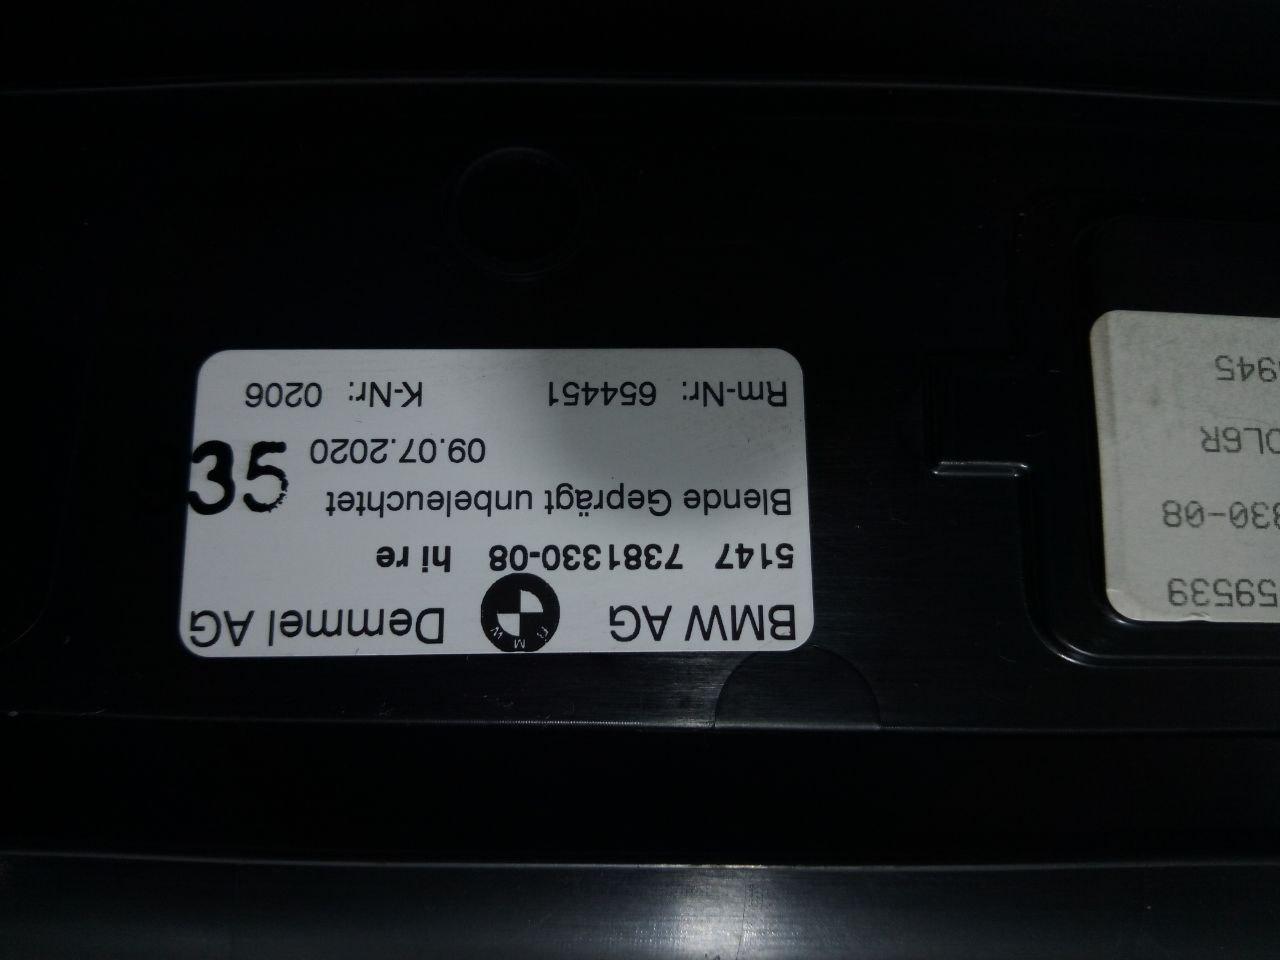 BMW AG Demmel AG
5147 7381330-08 hi re
Blende Geprägt unbeleuchtet
09.07.2020
35
Rm-Nr: 654451 K-Nr: 0206
59539
330-08
OL6R
945